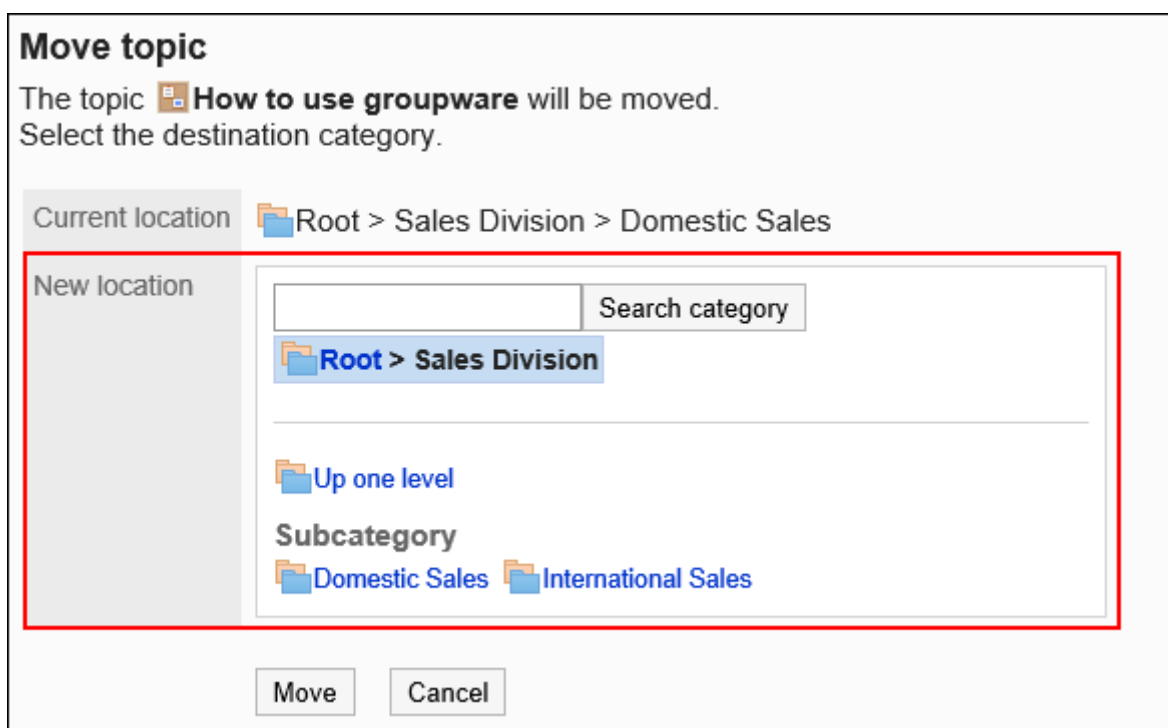 Move topic
The topic How to use groupware will be moved.
Select the destination category.
Current location Root > Sales Division > Domestic Sales
New location
Search category
Root > Sales Division
Up one level
Subcategory
Domestic Sales International Sales
Move Cancel